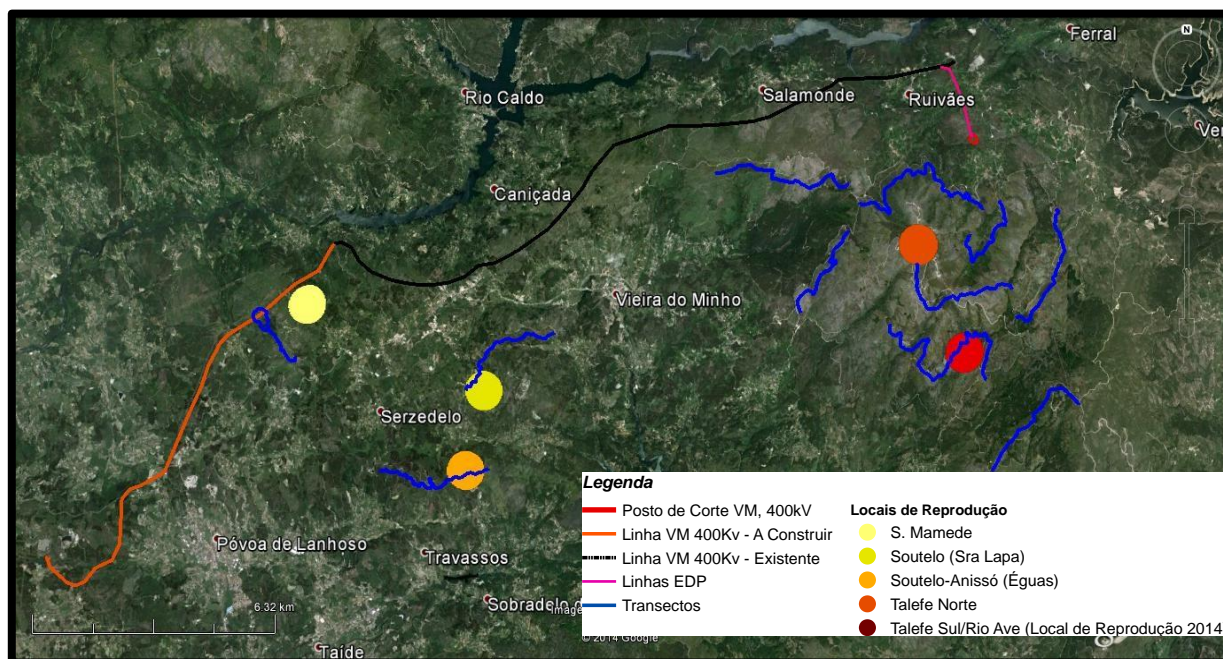 Ferral
N
Rio Caldo
Salamonde
Ruivães
Ver
Caniçada
Vieira do Minho
Serzedelo
Póvoa de Lanhoso
Travassos
Sobradelo d
Image
© 2014 Google
6.32 km
Taíde
Legenda
Posto de Corte VM, 400kV
Linha VM 400Kv - A Construir
Linha VM 400Kv - Existente
Linhas EDP
Transectos
Locais de Reprodução
S. Mamede
Soutelo (Sra Lapa)
Soutelo-Anissó (Éguas)
Talefe Norte
Talefe Sul/Rio Ave (Local de Reprodução 2014